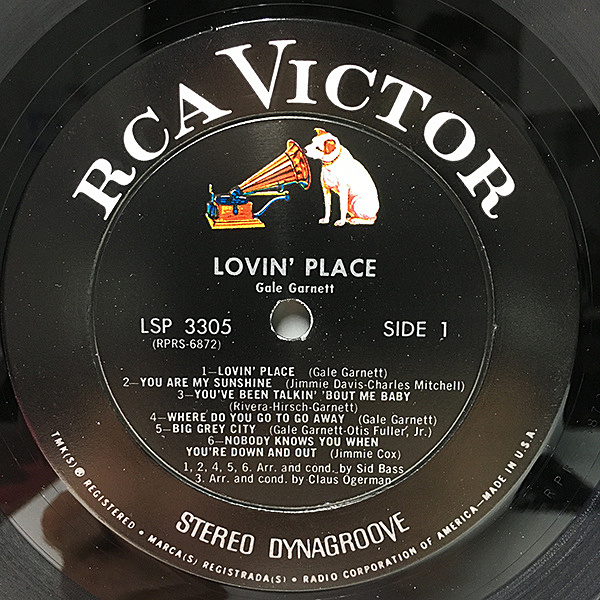 RCA VICTOR
LOVIN' PLACE
Gale Garnett
LSP 3305
(RPRS-6872)
SIDE 1
1—LOVIN' PLACE (Gale Garnett)
2—YOU ARE MY SUNSHINE (Jimmie Davis-Charles Mitchell)
3—YOU'VE BEEN TALKIN' 'BOUT ME BABY
(Rivera-Hirsch-Garnett)
4—WHERE DO YOU GO TO GO AWAY (Gale Garnett)
5—BIG GREY CITY (Gale Garnett-Otis Fuller, Jr.)
6—NOBODY KNOWS YOU WHEN
YOU'RE DOWN AND OUT (Jimmie Cox)
1, 2, 4, 5, 6. Arr. and cond. by Sid Bass
3. Arr. and cond. by Claus Ogerman
STEREO DYNAGROOVE
TMK(S) ® REGISTERED • MARCA(S) REGISTRADA(S) • RADIO CORPORATION OF AMERICA—MADE IN U.S.A.